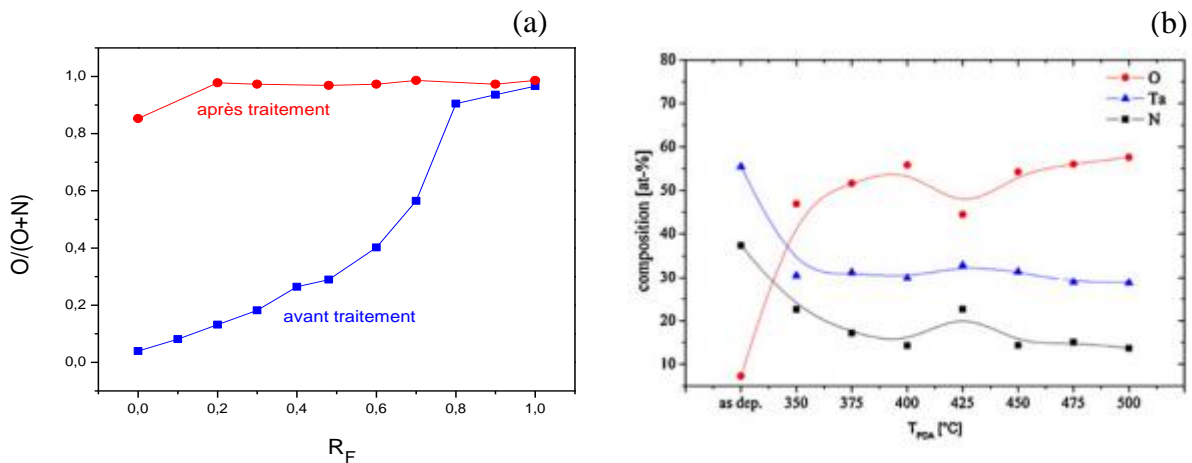 (a)
1,0
0,8
0,6
0,4
0,2
0,0
O/(O+N)
après traitement
avant traitement
0,0 0,2 0,4 0,6 0,8 1,0
R_F
(b)
80
70
60
50
40
30
20
10
composition [at-%]
O
Ta
N
as dep. 350 375 400 425 450 475 500
T_PDA [°C]